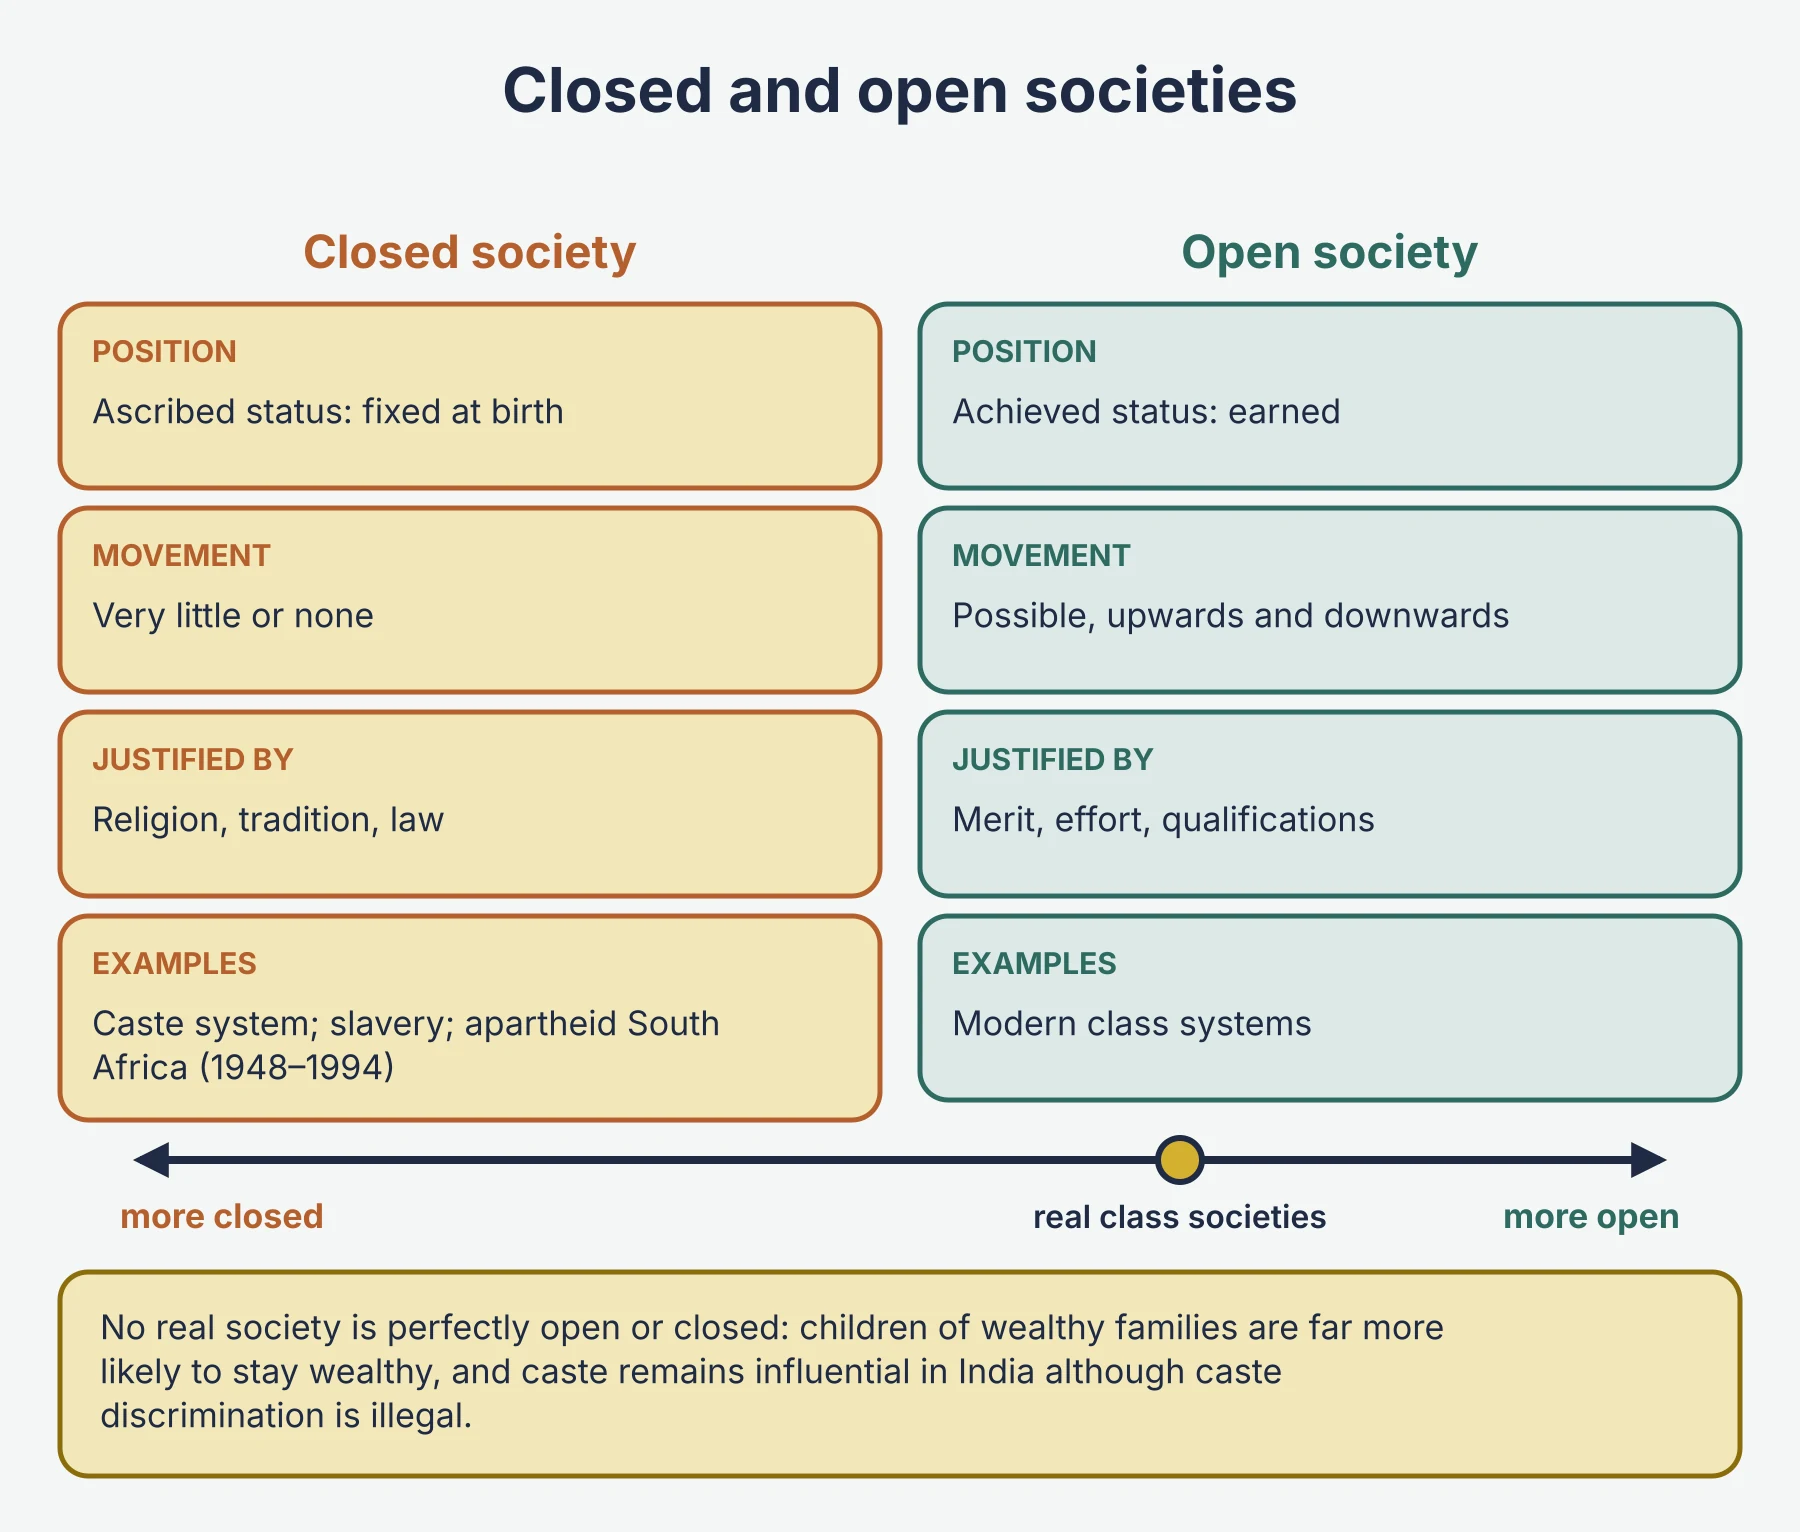 Closed and open societies
Closed society
POSITION
Ascribed status: fixed at birth
MOVEMENT
Very little or none
JUSTIFIED BY
Religion, tradition, law
EXAMPLES
Caste system; slavery; apartheid South
Africa (1948–1994)
Open society
POSITION
Achieved status: earned
MOVEMENT
Possible, upwards and downwards
JUSTIFIED BY
Merit, effort, qualifications
EXAMPLES
Modern class systems
more closed
real class societies
more open
No real society is perfectly open or closed: children of wealthy families are far more
likely to stay wealthy, and caste remains influential in India although caste
discrimination is illegal.